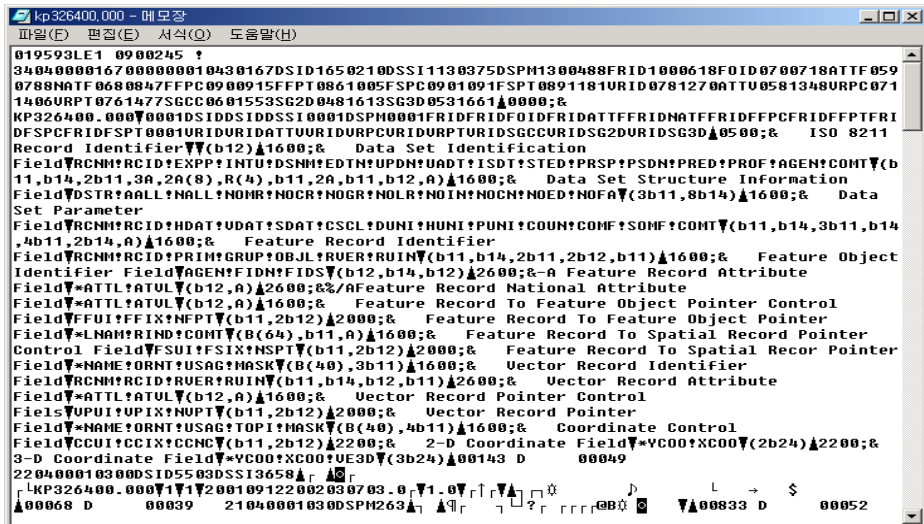 kp326400,000 - 메모장
파일(F) 편집(E) 서식(O) 도움말(H)
019593LE1 0900245 !
3404000016700000010430167DSID1650210DSSI1130375DSPM1300488FRID1000618FOID0700718ATTF059
0788NATF0680847FFPC0900915FFPT0861005FSPC0901091FSPT0891181VRID0781270ATTV0581348VRPC071
1406VRPT0761477SGCC0601553SG2D0481613SG3D0531661▲0000;&
KP326400.000▼0001DSIDDSIDDSSI0001DSPM0001FRIDFRIDFOIDFRIDATTFFRIDNATFFRIDFFPCFRIDFFPTFRI
DFSPCFRIDFSPT0001VRIDVRIDATTVVRIDVRPCVRIDVRPTVRIDSGCCVRIDSG2DVRIDSG3D▲0500;& ISO 8211
Record Identifier▼▼(b12)▲1600;& Data Set Identification
Field▼RCNM!RCID!EXPP!INTU!DSNM!EDTN!UPDN!UADT!ISDT!STED!PRSP!PSDN!PRED!PROF!AGEN!COMT▼(b
11,b14,2b11,3A,2A(8),R(4),b11,2A,b11,b12,A)▲1600;& Data Set Structure Information
Field▼DSTR!AALL!NALL!NOMR!NOCR!NOGR!NOLR!NOIN!NOCN!NOED!NOFA▼(3b11,8b14)▲1600;& Data
Set Parameter
Field▼RCNM!RCID!HDAT!VDAT!SDAT!CSCL!DUNI!HUNI!PUNI!COUN!COMF!SOMF!COMT▼(b11,b14,3b11,b14
,4b11,2b14,A)▲1600;& Feature Record Identifier
Field▼RCNM!RCID!PRIM!GRUP!OBJL!RVER!RUIN▼(b11,b14,2b11,2b12,b11)▲1600;& Feature Object
Identifier Field▼AGEN!FIDN!FIDS▼(b12,b14,b12)▲2600;&-A Feature Record Attribute
Field▼*ATTL!ATVL▼(b12,A)▲2600;&%/AFeature Record National Attribute
Field▼*ATTL!ATVL▼(b12,A)▲1600;& Feature Record To Feature Object Pointer Control
Field▼FFUI!FFIX!NFPT▼(b11,2b12)▲2000;& Feature Record To Feature Object Pointer
Field▼*LNAM!RIND!COMT▼(B(64),b11,A)▲1600;& Feature Record To Spatial Record Pointer
Control Field▼FSUI!FSIX!NSPT▼(b11,2b12)▲2000;& Feature Record To Spatial Recor Pointer
Field▼*NAME!ORNT!USAG!MASK▼(B(40),3b11)▲1600;& Vector Record Identifier
Field▼RCNM!RCID!RVER!RUIN▼(b11,b14,b12,b11)▲2600;& Vector Record Attribute
Field▼*ATTL!ATVL▼(b12,A)▲1600;& Vector Record Pointer Control
Fiels▼VPUI!VPIX!NVPT▼(b11,2b12)▲2000;& Vector Record Pointer
Field▼*NAME!ORNT!USAG!TOPI!MASK▼(B(40),4b11)▲1600;& Coordinate Control
Field▼CCUI!CCIX!CCNC▼(b11,2b12)▲2200;& 2-D Coordinate Field▼*YCOO!XCOO▼(2b24)▲2200;&
3-D Coordinate Field▼*YCOO!XCOO!VE3D▼(3b24)▲00143 D 00049
220400010300DSID5503DSSI3658▲┌ ▲◙┌
┌└KP326400.000▼1▼1▼2001091222002030703.0┌▼1.0▼┌↑┌▼▲┐┌┐☼ ♪ └ → $
▲00068 D 00039 21040001030DSPM263▲┐ ▲¶┌ ┐└?┌ ┌┌┌┌@B☼ ◙ ▼▲00833 D 00052